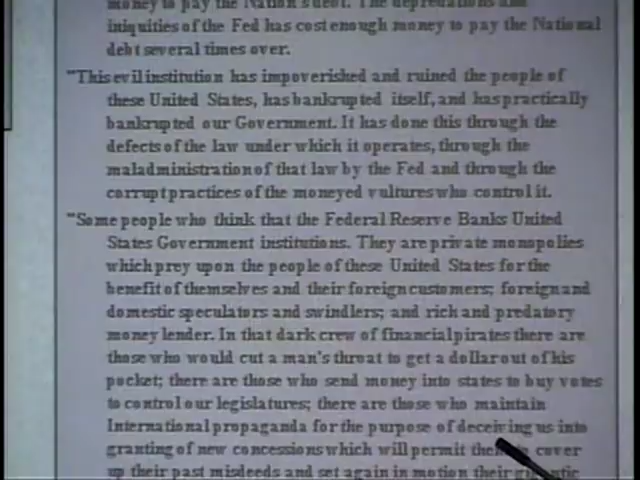 money to pay the Nation's debt. The depredations and
iniquities of the Fed has cost enough money to pay the National
debt several times over.
"This evil institution has impoverished and ruined the people of
these United States, has bankrupted itself, and has practically
bankrupted our Government. It has done this through the
defects of the law under which it operates, through the
maladministration of that law by the Fed and through the
corrupt practices of the moneyed vultures who control it.
"Some people who think that the Federal Reserve Banks United
States Government institutions. They are private monopolies
which prey upon the people of these United States for the
benefit of themselves and their foreign customers; foreign and
domestic speculators and swindlers; and rich and predatory
money lender. In that dark crew of financial pirates there are
those who would cut a man's throat to get a dollar out of his
pocket; there are those who send money into states to buy votes
to control our legislatures; there are those who maintain
International propaganda for the purpose of deceiving us into
granting of new concessions which will permit them to cover
up their past misdeeds and set again in motion their gigantic